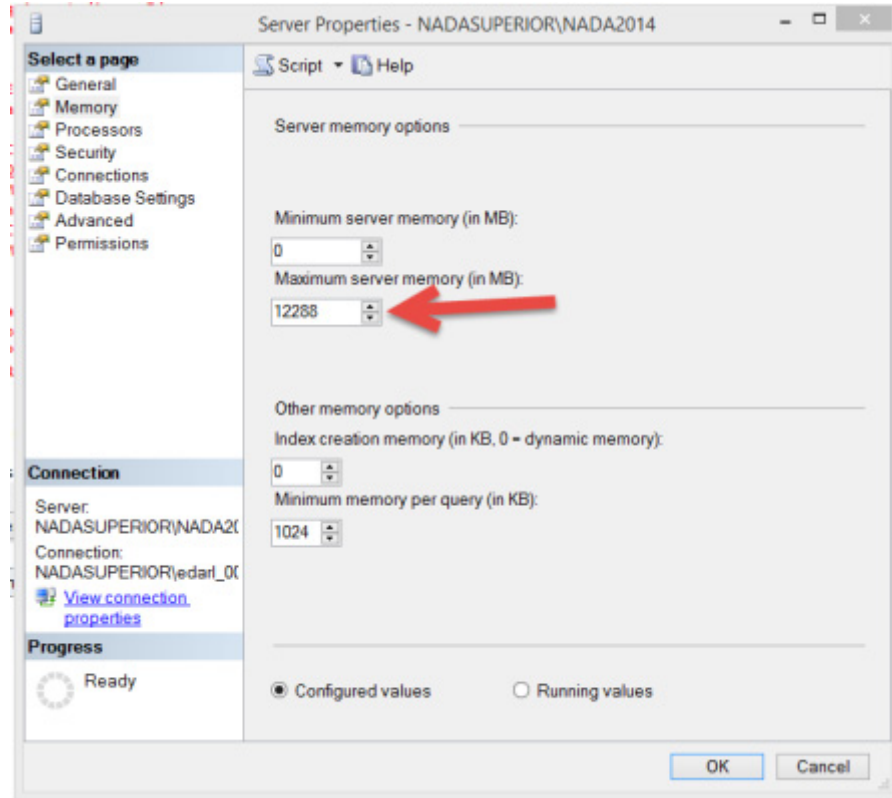 Server Properties - NADASUPERIOR\NADA2014
Select a page
General
Memory
Processors
Security
Connections
Database Settings
Advanced
Permissions
Script Help
Server memory options
Minimum server memory (in MB):
0
Maximum server memory (in MB):
12288
Other memory options
Index creation memory (in KB, 0 = dynamic memory):
0
Minimum memory per query (in KB):
1024
Configured values Running values
Connection
Server:
NADASUPERIOR\NADA20
Connection:
NADASUPERIOR\edarl_00
View connection
properties
Progress
Ready
OK Cancel